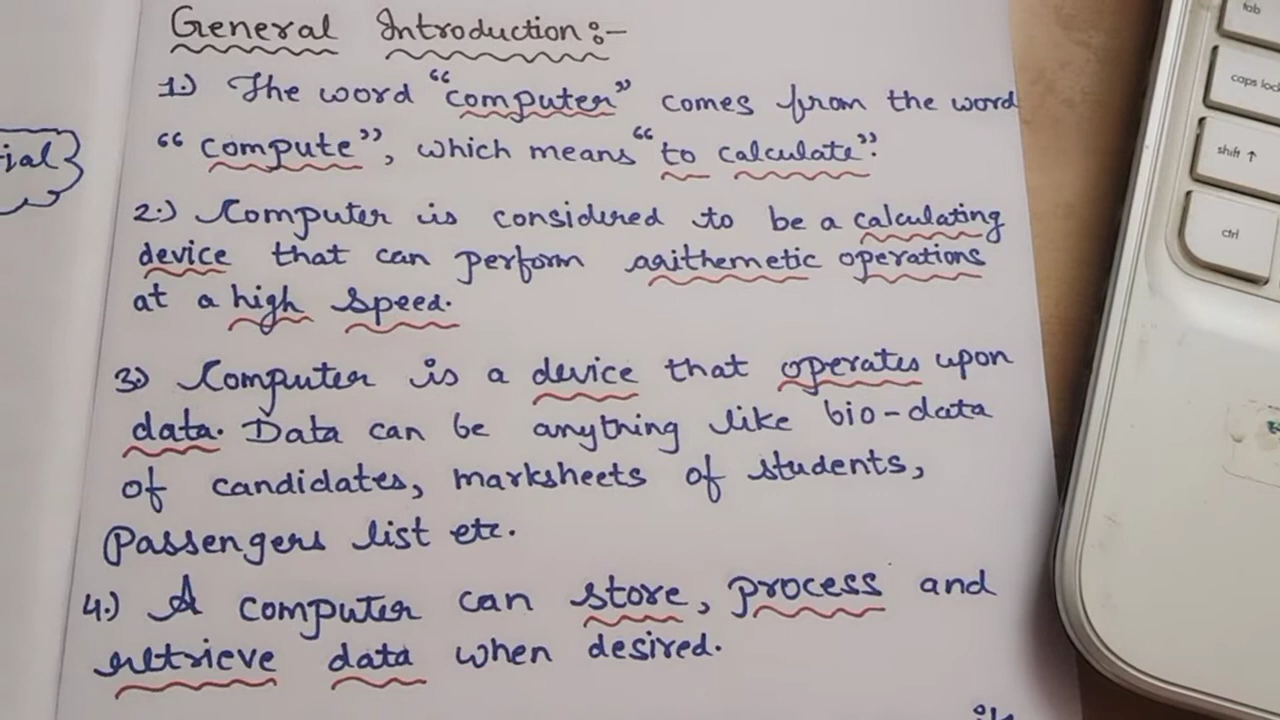 General Introduction:-
1.) The word "computer" comes from the word
"compute", which means "to calculate".
2.) Computer is considered to be a calculating
device that can perform arithemetic operations
at a high speed.
3.) Computer is a device that operates upon
data. Data can be anything like bio-data
of candidates, marksheets of students,
Passengers list etc.
4.) A computer can store, process and
retrieve data when desired.
ial
tab
caps loc
shift ↑
ctrl